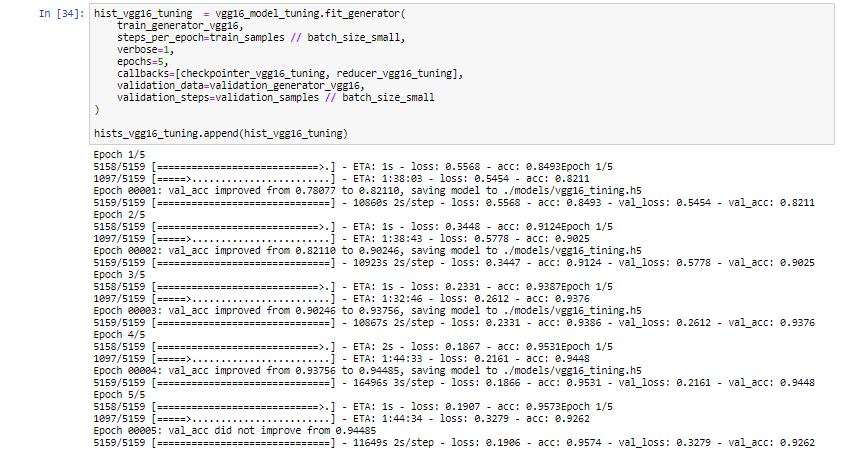 In [34]: hist_vgg16_tuning  = vgg16_model_tuning.fit_generator(
    train_generator_vgg16,
    steps_per_epoch=train_samples // batch_size_small,
    verbose=1,
    epochs=5,
    callbacks=[checkpointer_vgg16_tuning, reducer_vgg16_tuning],
    validation_data=validation_generator_vgg16,
    validation_steps=validation_samples // batch_size_small
)

hists_vgg16_tuning.append(hist_vgg16_tuning)
Epoch 1/5
5158/5159 [============================>.] - ETA: 1s - loss: 0.5568 - acc: 0.8493Epoch 1/5
1097/5159 [=====>........................] - ETA: 1:38:03 - loss: 0.5454 - acc: 0.8211
Epoch 00001: val_acc improved from 0.78077 to 0.82110, saving model to ./models/vgg16_tining.h5
5159/5159 [==============================] - 10860s 2s/step - loss: 0.5568 - acc: 0.8493 - val_loss: 0.5454 - val_acc: 0.8211
Epoch 2/5
5158/5159 [============================>.] - ETA: 1s - loss: 0.3448 - acc: 0.9124Epoch 1/5
1097/5159 [=====>........................] - ETA: 1:38:43 - loss: 0.5778 - acc: 0.9025
Epoch 00002: val_acc improved from 0.82110 to 0.90246, saving model to ./models/vgg16_tining.h5
5159/5159 [==============================] - 10923s 2s/step - loss: 0.3447 - acc: 0.9124 - val_loss: 0.5778 - val_acc: 0.9025
Epoch 3/5
5158/5159 [============================>.] - ETA: 1s - loss: 0.2331 - acc: 0.9387Epoch 1/5
1097/5159 [=====>........................] - ETA: 1:32:46 - loss: 0.2612 - acc: 0.9376
Epoch 00003: val_acc improved from 0.90246 to 0.93756, saving model to ./models/vgg16_tining.h5
5159/5159 [==============================] - 10867s 2s/step - loss: 0.2331 - acc: 0.9386 - val_loss: 0.2612 - val_acc: 0.9376
Epoch 4/5
5158/5159 [============================>.] - ETA: 2s - loss: 0.1867 - acc: 0.9531Epoch 1/5
1097/5159 [=====>........................] - ETA: 1:44:33 - loss: 0.2161 - acc: 0.9448
Epoch 00004: val_acc improved from 0.93756 to 0.94485, saving model to ./models/vgg16_tining.h5
5159/5159 [==============================] - 16496s 3s/step - loss: 0.1866 - acc: 0.9531 - val_loss: 0.2161 - val_acc: 0.9448
Epoch 5/5
5158/5159 [============================>.] - ETA: 1s - loss: 0.1907 - acc: 0.9573Epoch 1/5
1097/5159 [=====>........................] - ETA: 1:44:34 - loss: 0.3279 - acc: 0.9262
Epoch 00005: val_acc did not improve from 0.94485
5159/5159 [==============================] - 11649s 2s/step - loss: 0.1906 - acc: 0.9574 - val_loss: 0.3279 - val_acc: 0.9262